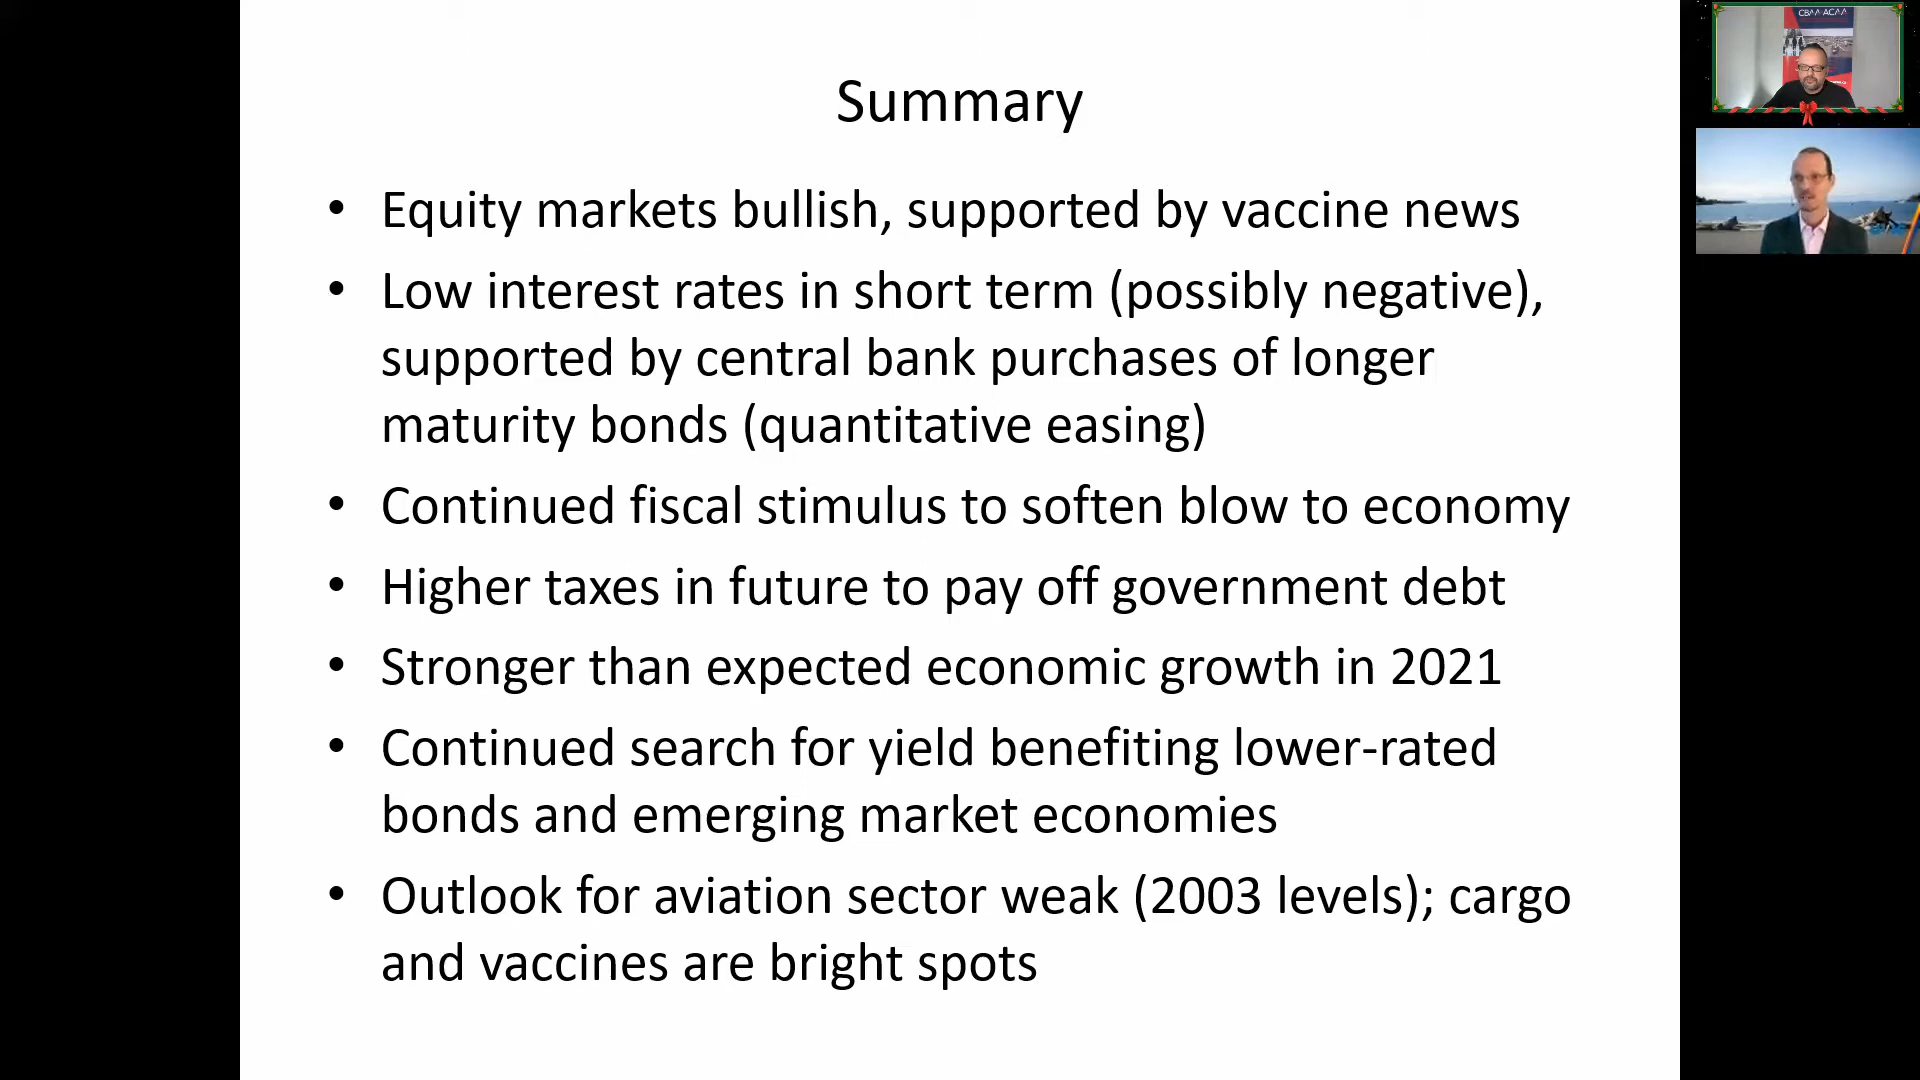 Summary
• Equity markets bullish, supported by vaccine news
• Low interest rates in short term (possibly negative),
supported by central bank purchases of longer
maturity bonds (quantitative easing)
• Continued fiscal stimulus to soften blow to economy
• Higher taxes in future to pay off government debt
• Stronger than expected economic growth in 2021
• Continued search for yield benefiting lower-rated
bonds and emerging market economies
• Outlook for aviation sector weak (2003 levels); cargo
and vaccines are bright spots
CBAA ACAA